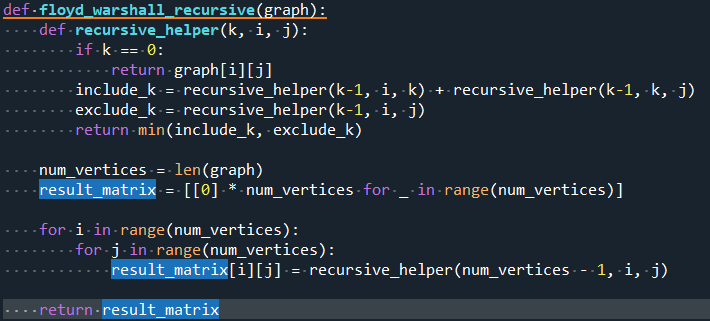 def floyd_warshall_recursive(graph):
    def recursive_helper(k, i, j):
        if k == 0:
            return graph[i][j]
        include_k = recursive_helper(k-1, i, k) + recursive_helper(k-1, k, j)
        exclude_k = recursive_helper(k-1, i, j)
        return min(include_k, exclude_k)

    num_vertices = len(graph)
    result_matrix = [[0] * num_vertices for _ in range(num_vertices)]

    for i in range(num_vertices):
        for j in range(num_vertices):
            result_matrix[i][j] = recursive_helper(num_vertices - 1, i, j)

    return result_matrix